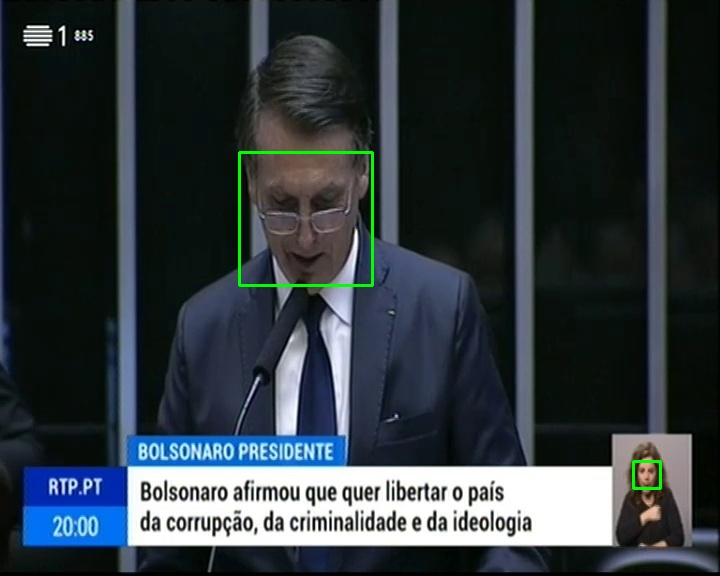 1 885
BOLSONARO PRESIDENTE
RTP.PT
20:00
Bolsonaro afirmou que quer libertar o país
da corrupção, da criminalidade e da ideologia